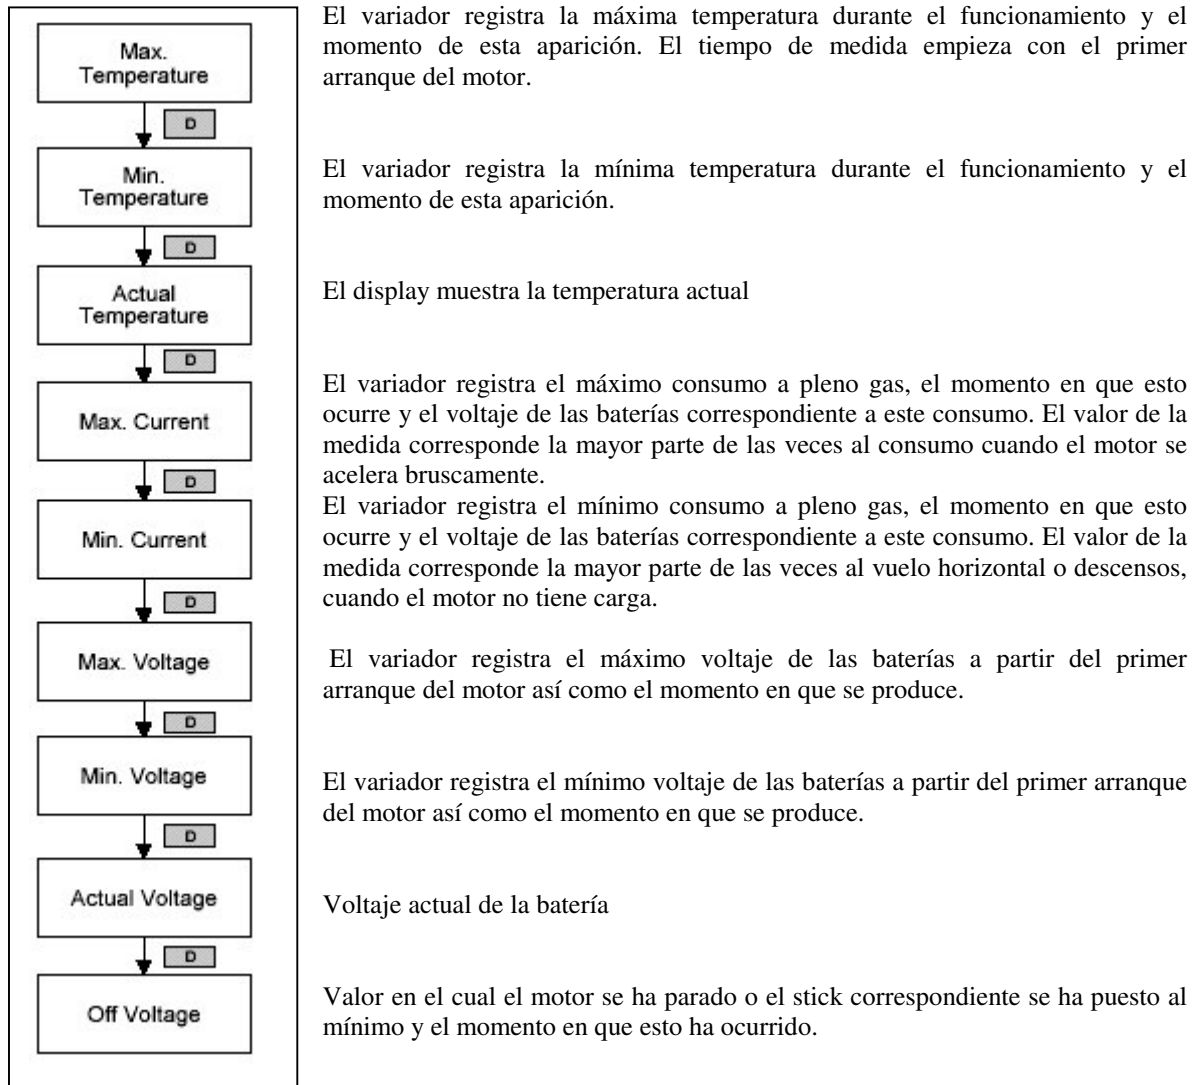 Max.
Temperature
El variador registra la máxima temperatura durante el funcionamiento y el
momento de esta aparición. El tiempo de medida empieza con el primer
arranque del motor.
D
Min.
Temperature
El variador registra la mínima temperatura durante el funcionamiento y el
momento de esta aparición.
D
Actual
Temperature
El display muestra la temperatura actual
D
Max. Current
El variador registra el máximo consumo a pleno gas, el momento en que esto
ocurre y el voltaje de las baterías correspondiente a este consumo. El valor de la
medida corresponde la mayor parte de las veces al consumo cuando el motor se
acelera bruscamente.
D
Min. Current
El variador registra el mínimo consumo a pleno gas, el momento en que esto
ocurre y el voltaje de las baterías correspondiente a este consumo. El valor de la
medida corresponde la mayor parte de las veces al vuelo horizontal o descensos,
cuando el motor no tiene carga.
D
Max. Voltage
El variador registra el máximo voltaje de las baterías a partir del primer
arranque del motor así como el momento en que se produce.
D
Min. Voltage
El variador registra el mínimo voltaje de las baterías a partir del primer arranque
del motor así como el momento en que se produce.
D
Actual Voltage
Voltaje actual de la batería
D
Off Voltage
Valor en el cual el motor se ha parado o el stick correspondiente se ha puesto al
mínimo y el momento en que esto ha ocurrido.